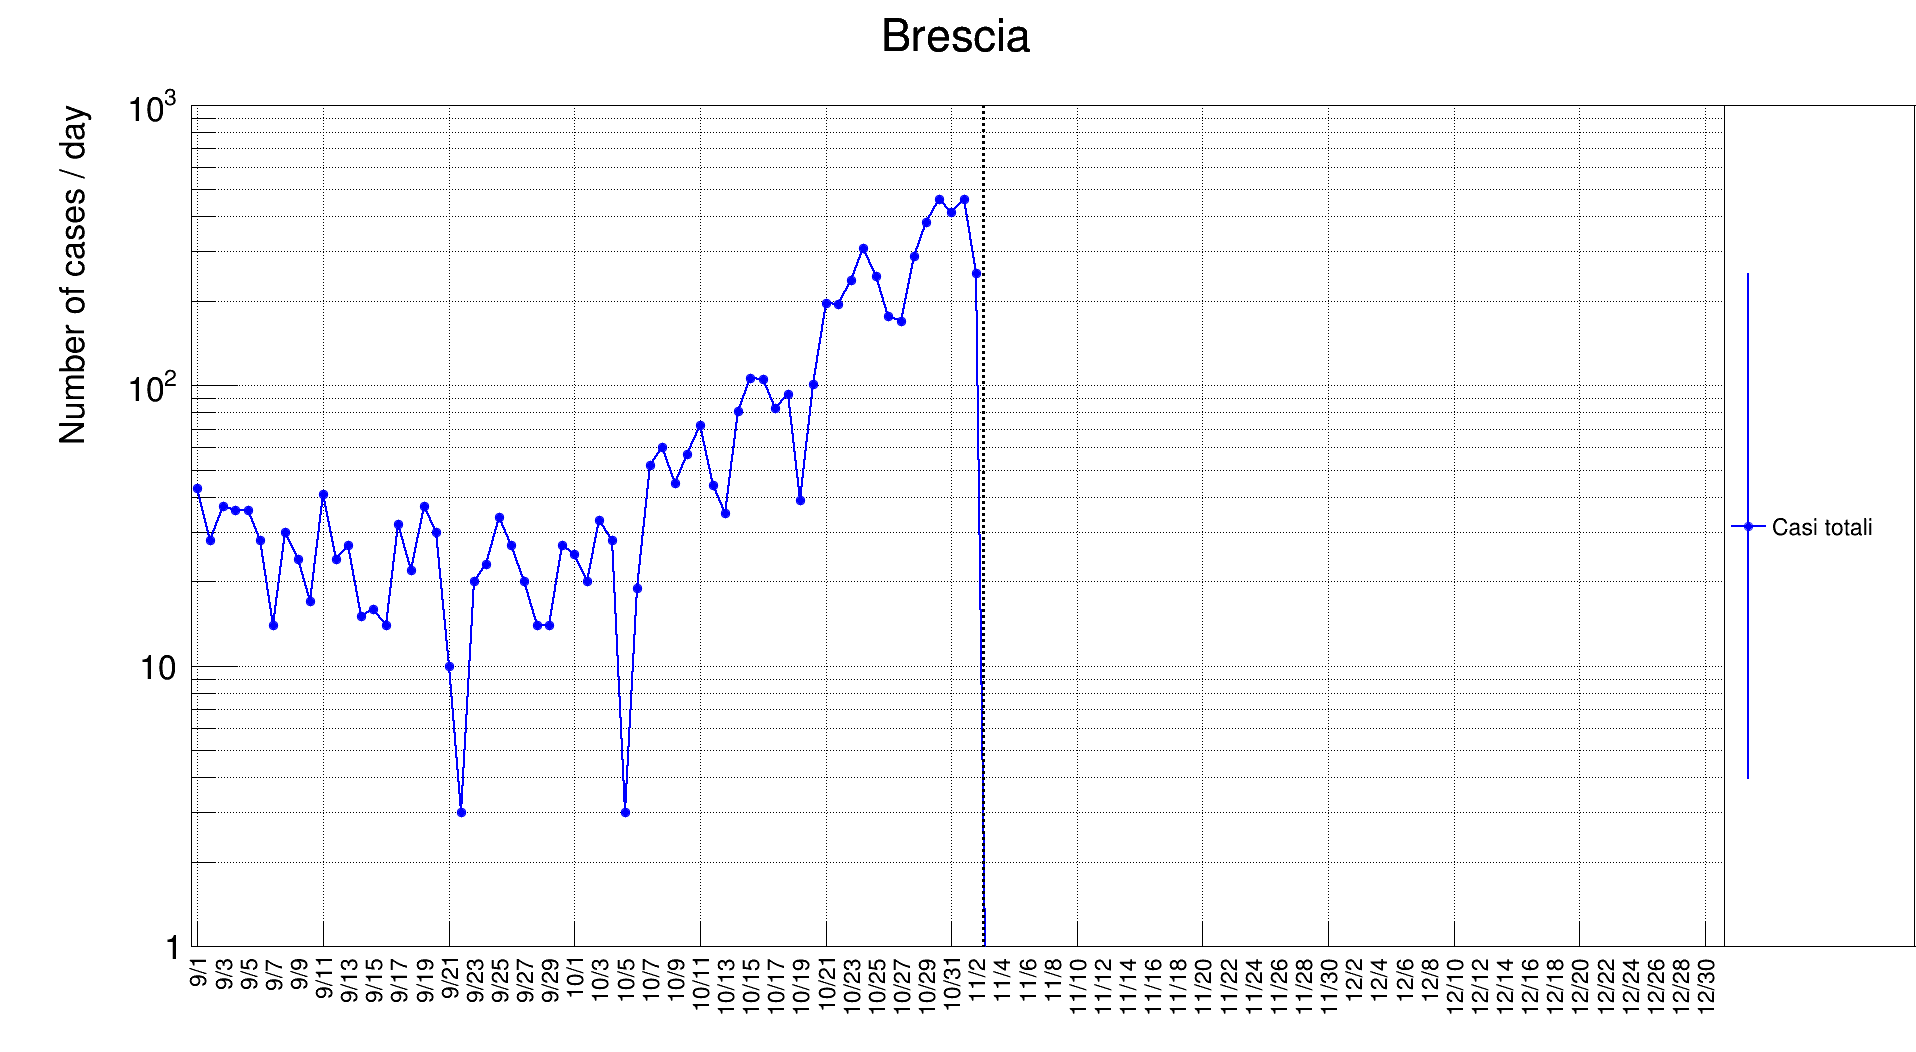 Brescia
Number of cases / day
10³
10²
10
1
9/1 9/3 9/5 9/7 9/9 9/11 9/13 9/15 9/17 9/19 9/21 9/23 9/25 9/27 9/29 10/1 10/3 10/5 10/7 10/9 10/11 10/13 10/15 10/17 10/19 10/21 10/23 10/25 10/27 10/29 10/31 11/2 11/4 11/6 11/8 11/10 11/12 11/14 11/16 11/18 11/20 11/22 11/24 11/26 11/28 11/30 12/2 12/4 12/6 12/8 12/10 12/12 12/14 12/16 12/18 12/20 12/22 12/24 12/26 12/28 12/30
Casi totali